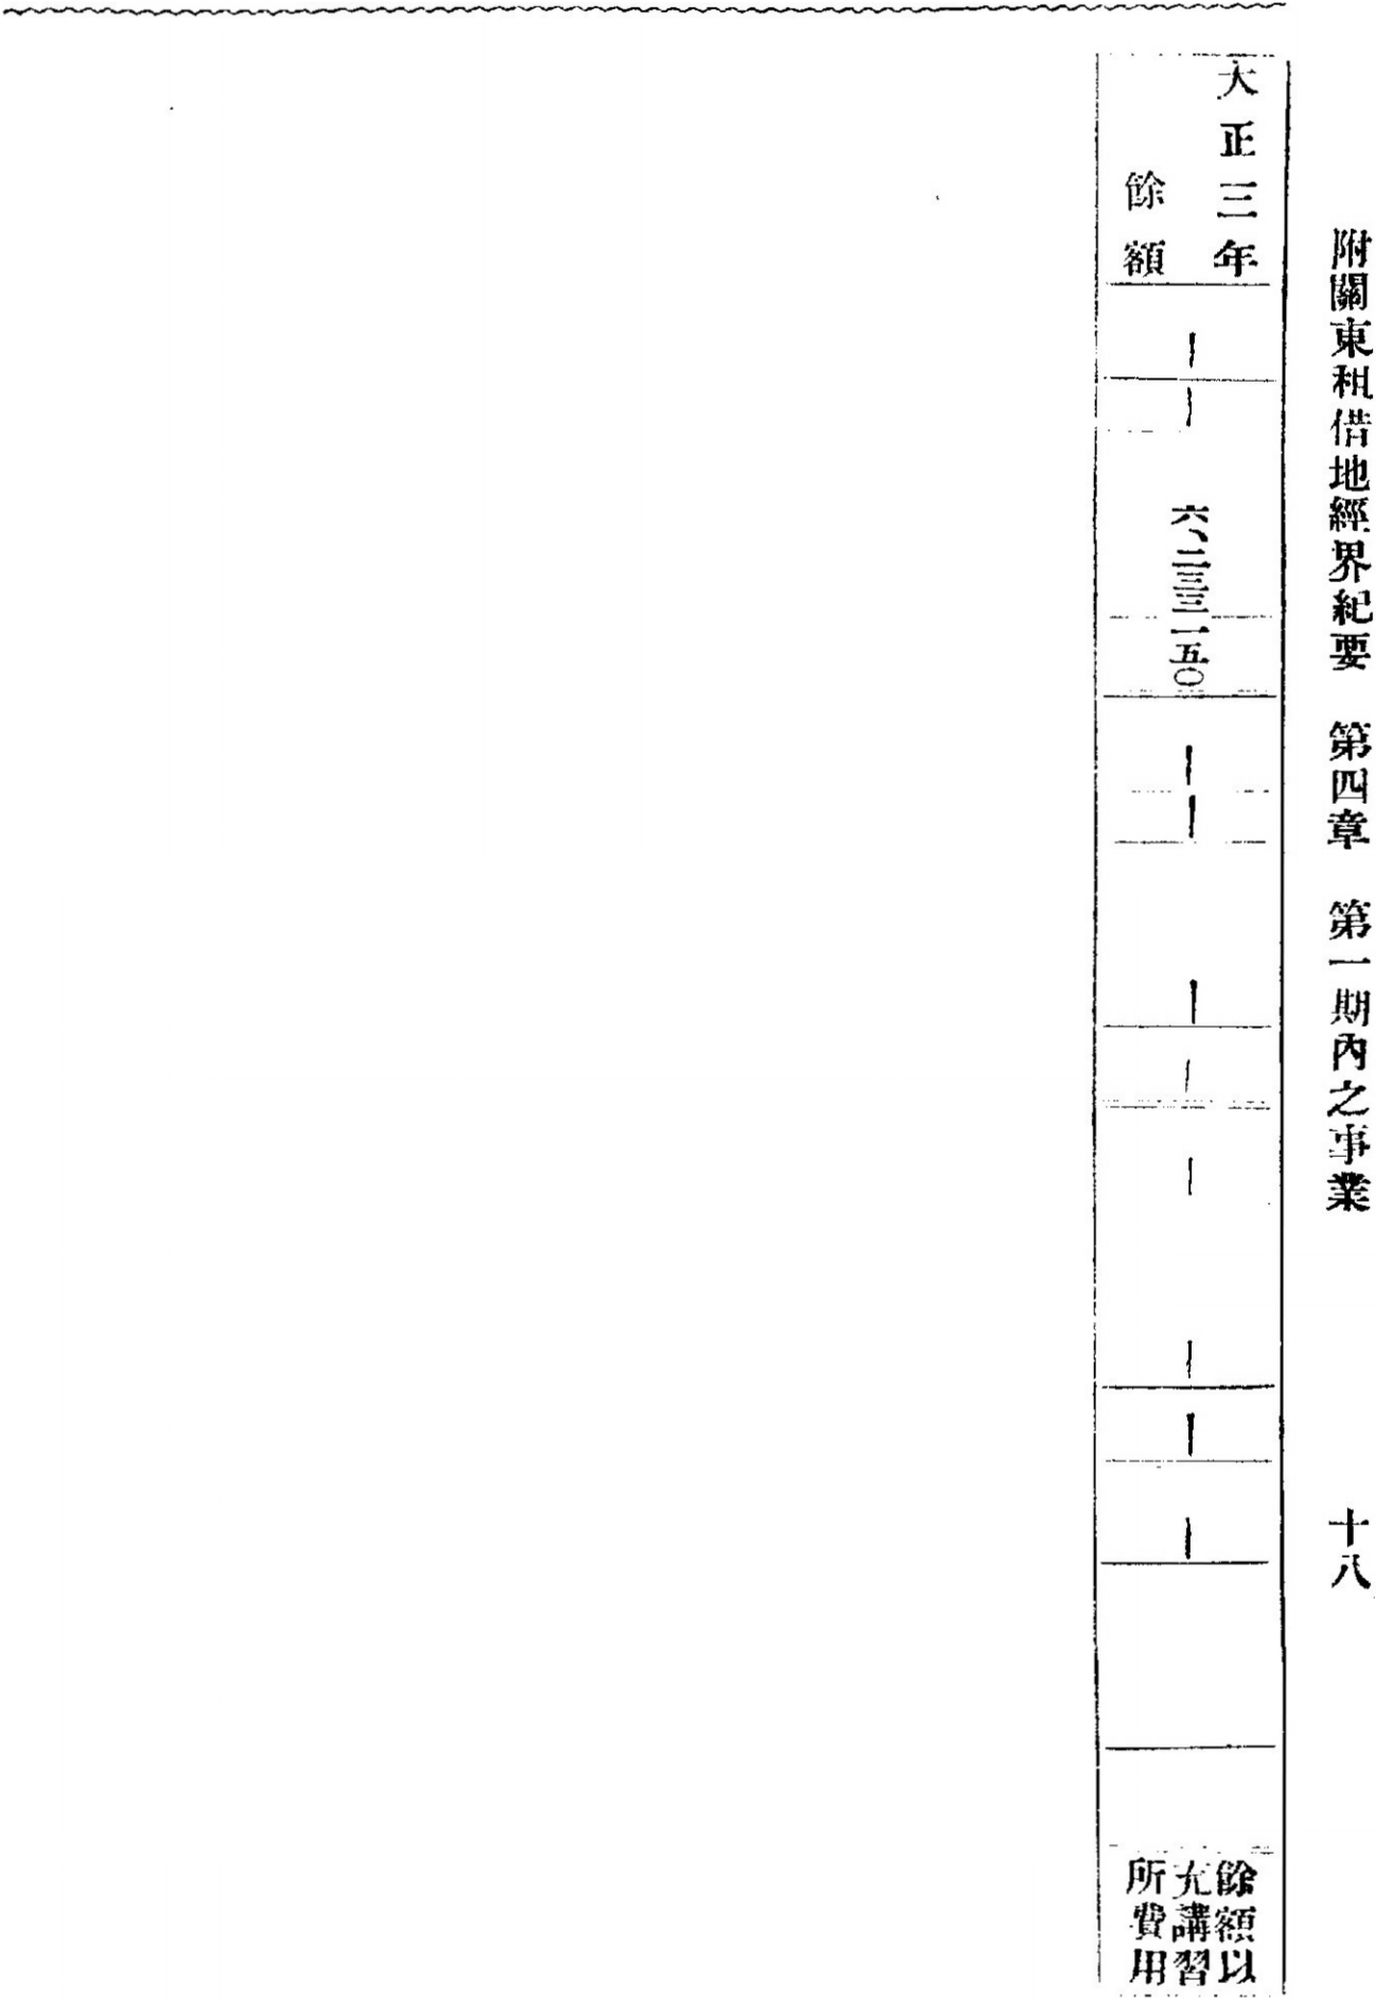 附關東租借地經界紀要　第四章　第一期內之事業　十八
大正三年
餘額
｜
｜
六、二三三一五〇
｜
｜
｜
｜
｜
｜
｜
｜
餘額以
充講習
所費用